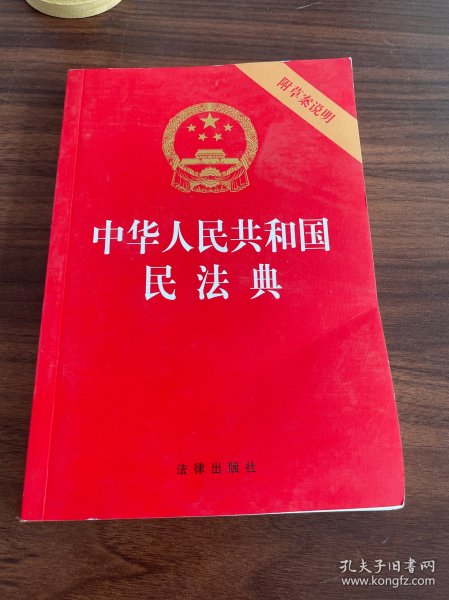 附草案说明
中华人民共和国
民法典
法律出版社
孔夫子旧书网
www.kongfz.com